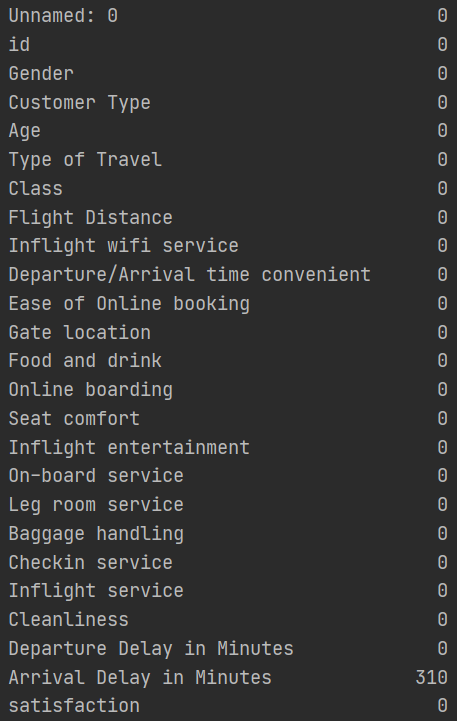 Unnamed: 0 0
id 0
Gender 0
Customer Type 0
Age 0
Type of Travel 0
Class 0
Flight Distance 0
Inflight wifi service 0
Departure/Arrival time convenient 0
Ease of Online booking 0
Gate location 0
Food and drink 0
Online boarding 0
Seat comfort 0
Inflight entertainment 0
On-board service 0
Leg room service 0
Baggage handling 0
Checkin service 0
Inflight service 0
Cleanliness 0
Departure Delay in Minutes 0
Arrival Delay in Minutes 310
satisfaction 0